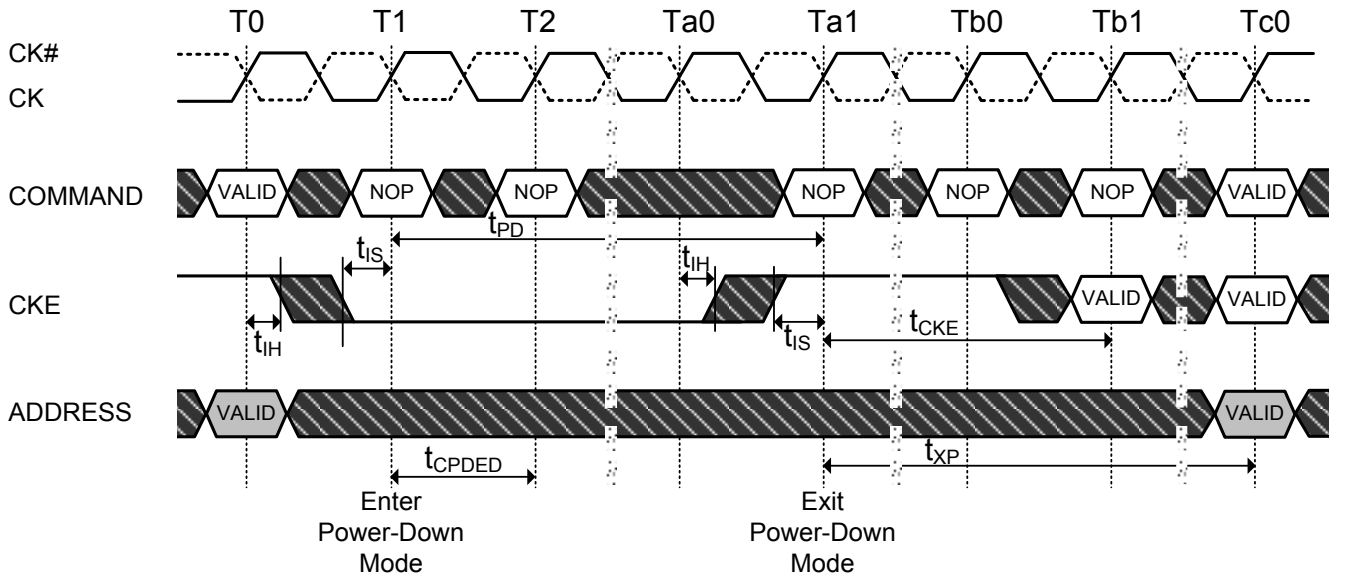 T0 T1 T2 Ta0 Ta1 Tb0 Tb1 Tc0
CK#
CK
COMMAND VALID NOP NOP NOP NOP NOP VALID
tPD
tIS tIH
CKE VALID VALID
tIH tIS tCKE
ADDRESS VALID VALID
tCPDED tXP
Enter
Power-Down
Mode
Exit
Power-Down
Mode